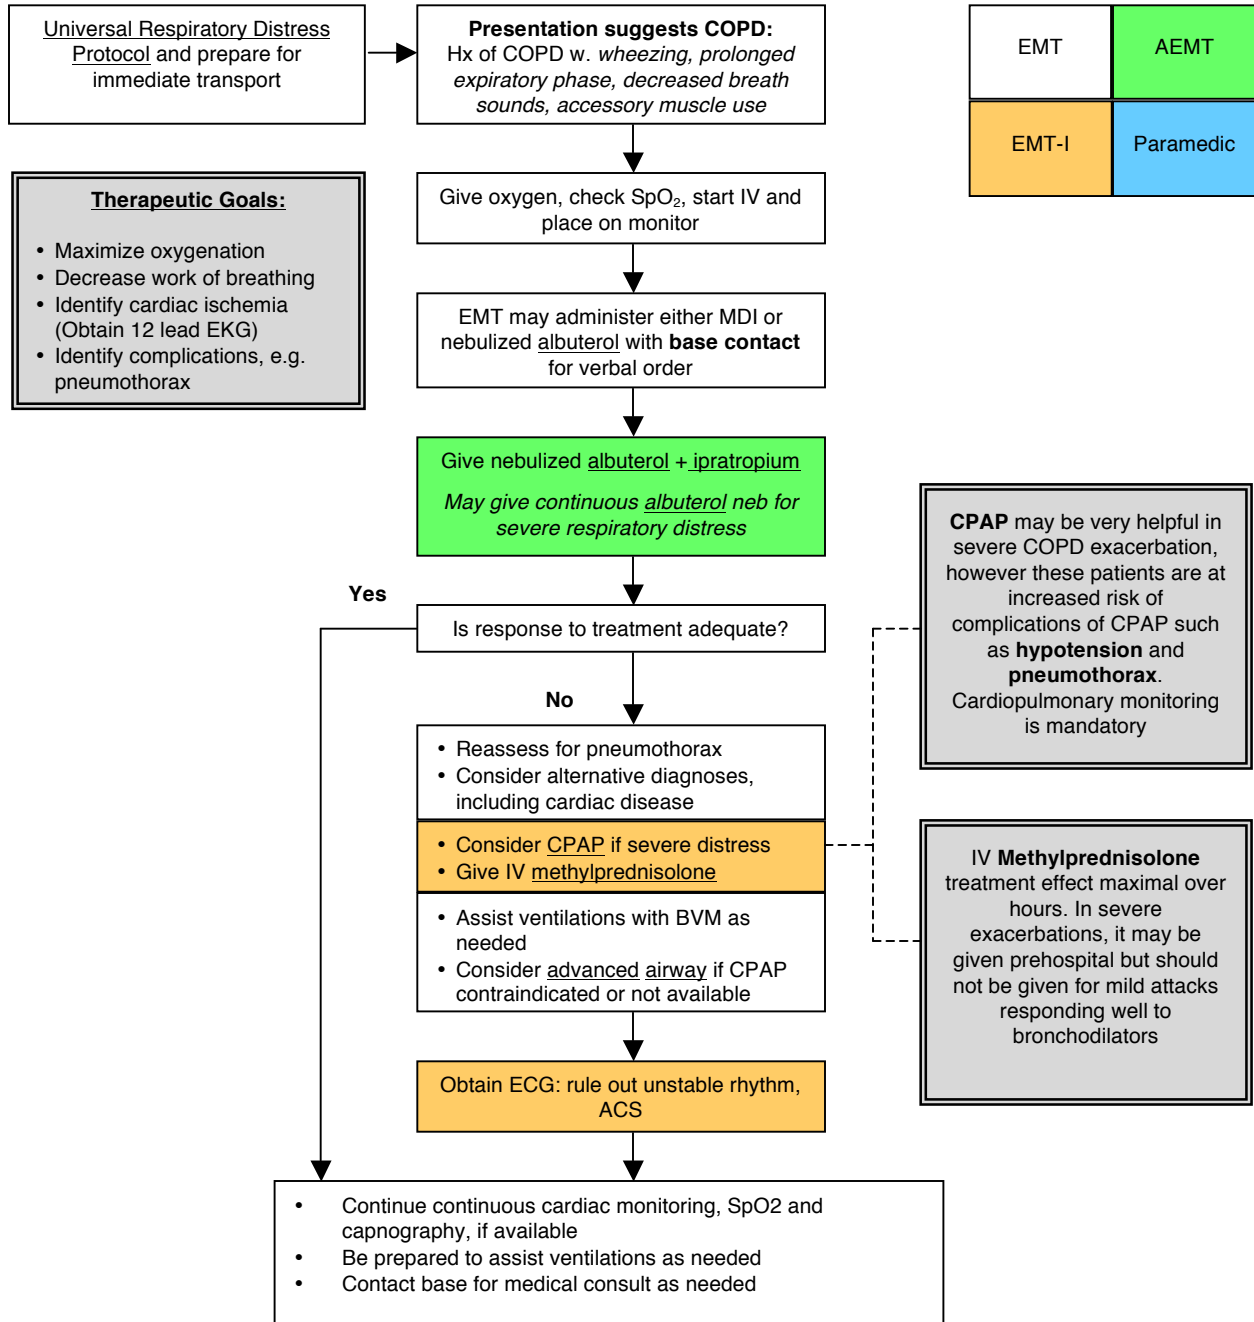 Universal Respiratory Distress
Protocol and prepare for
immediate transport
Presentation suggests COPD:
Hx of COPD w. wheezing, prolonged
expiratory phase, decreased breath
sounds, accessory muscle use
EMT
AEMT
EMT-I
Paramedic
Therapeutic Goals:
• Maximize oxygenation
• Decrease work of breathing
• Identify cardiac ischemia
(Obtain 12 lead EKG)
• Identify complications, e.g.
pneumothorax
Give oxygen, check SpO₂, start IV and
place on monitor
EMT may administer either MDI or
nebulized albuterol with base contact
for verbal order
Give nebulized albuterol + ipratropium
May give continuous albuterol neb for
severe respiratory distress
Yes
Is response to treatment adequate?
No
• Reassess for pneumothorax
• Consider alternative diagnoses,
including cardiac disease
• Consider CPAP if severe distress
• Give IV methylprednisolone
• Assist ventilations with BVM as
needed
• Consider advanced airway if CPAP
contraindicated or not available
CPAP may be very helpful in
severe COPD exacerbation,
however these patients are at
increased risk of
complications of CPAP such
as hypotension and
pneumothorax.
Cardiopulmonary monitoring
is mandatory
IV Methylprednisolone
treatment effect maximal over
hours. In severe
exacerbations, it may be
given prehospital but should
not be given for mild attacks
responding well to
bronchodilators
Obtain ECG: rule out unstable rhythm,
ACS
• Continue continuous cardiac monitoring, SpO2 and
capnography, if available
• Be prepared to assist ventilations as needed
• Contact base for medical consult as needed